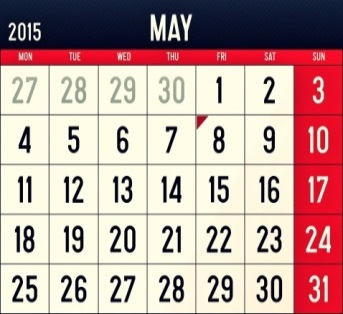 2015 MAY
MON TUE WED THU FRI SAT SUN
27 28 29 30 1 2 3
4 5 6 7 8 9 10
11 12 13 14 15 16 17
18 19 20 21 22 23 24
25 26 27 28 29 30 31